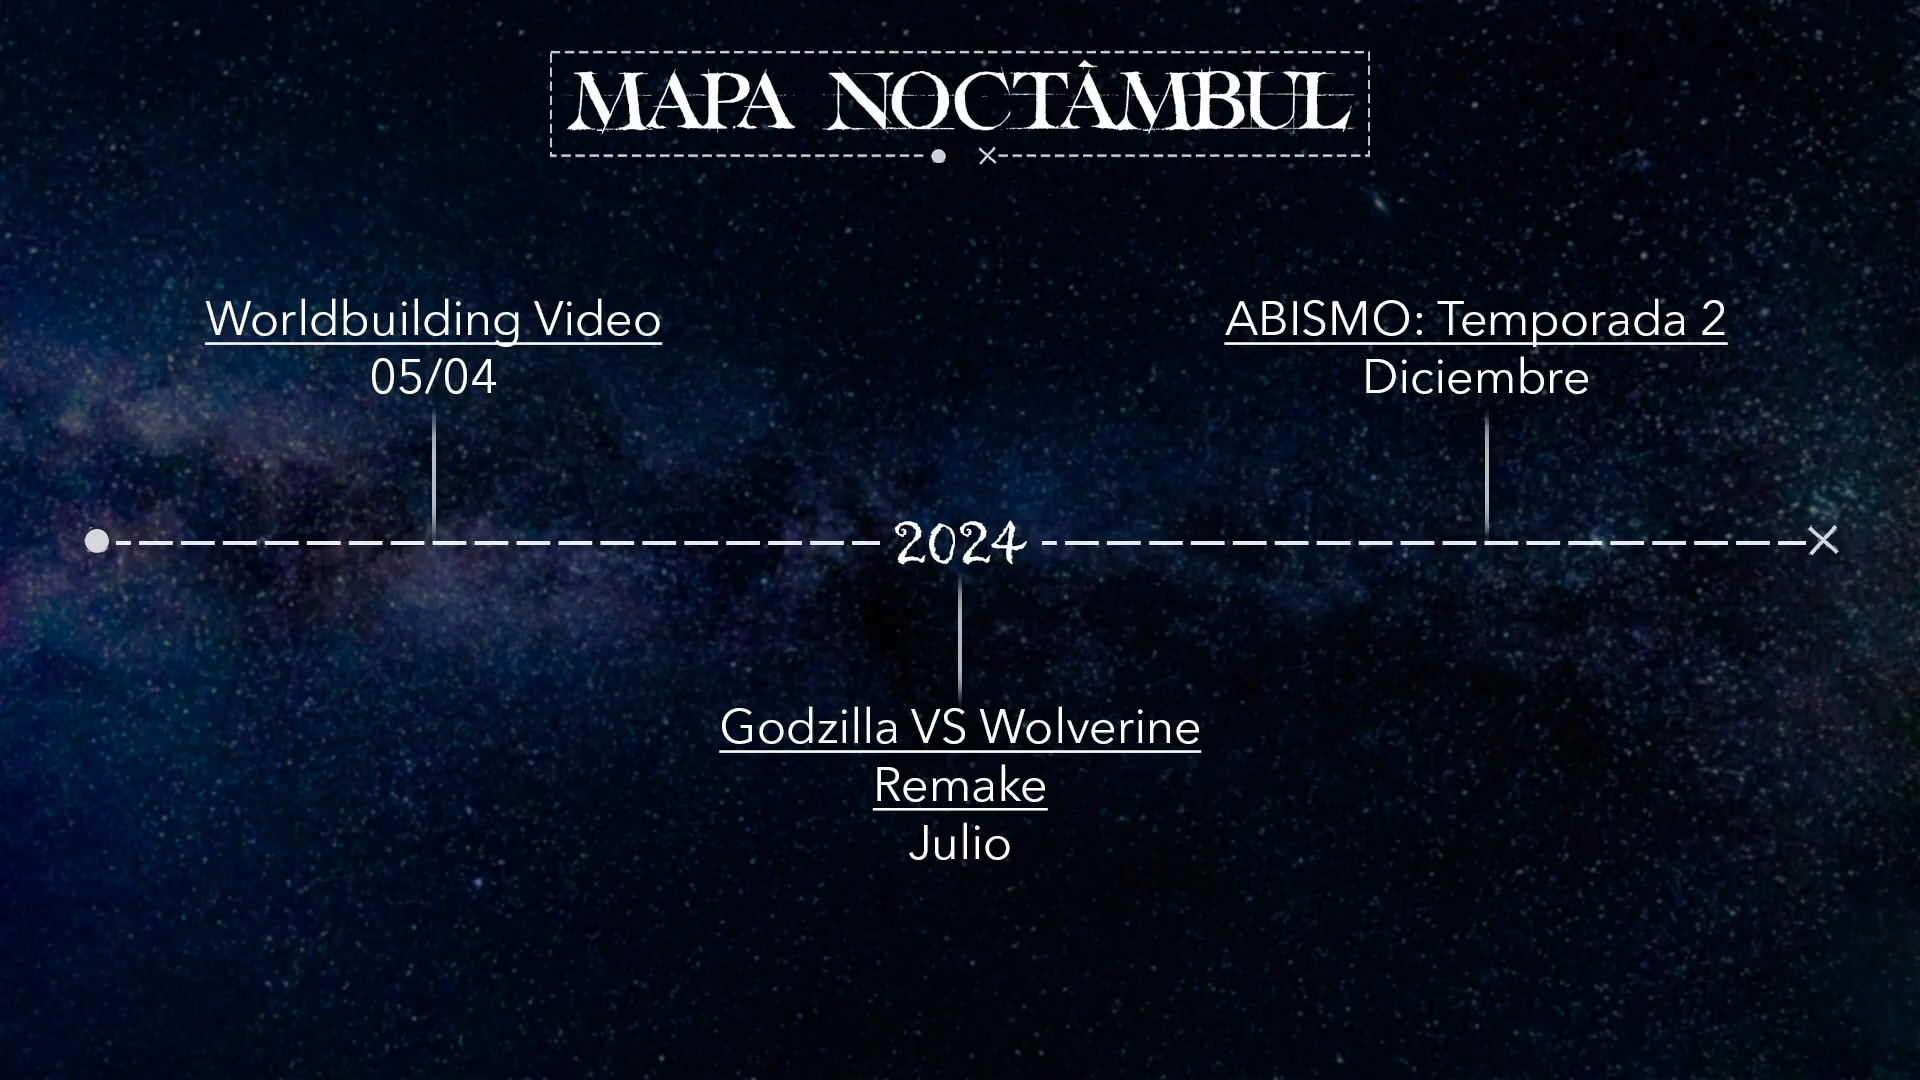 MAPA NOCTÂMBUL
Worldbuilding Video
05/04
ABISMO: Temporada 2
Diciembre
2024
Godzilla VS Wolverine
Remake
Julio